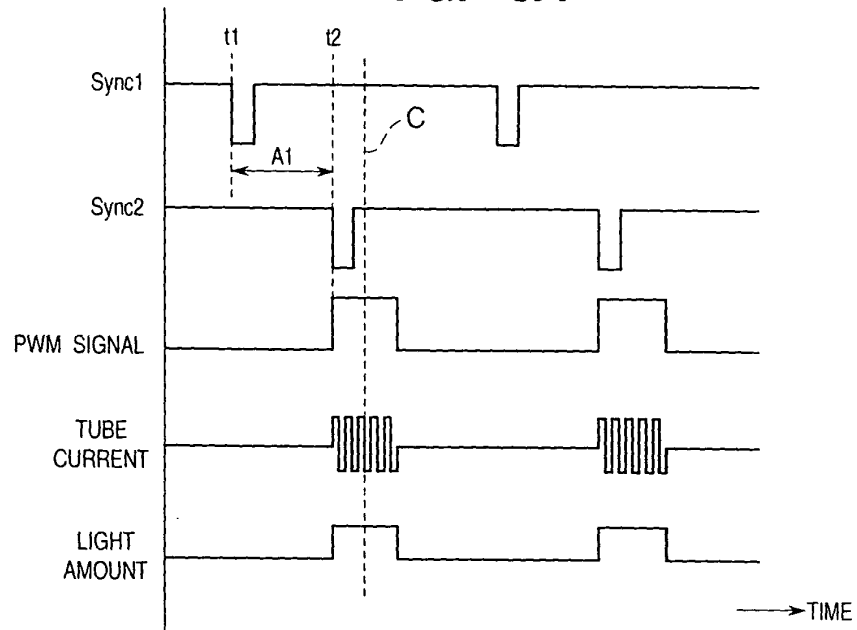 t1
t2
Sync1
C
A1
Sync2
PWM SIGNAL
TUBE
CURRENT
LIGHT
AMOUNT
TIME